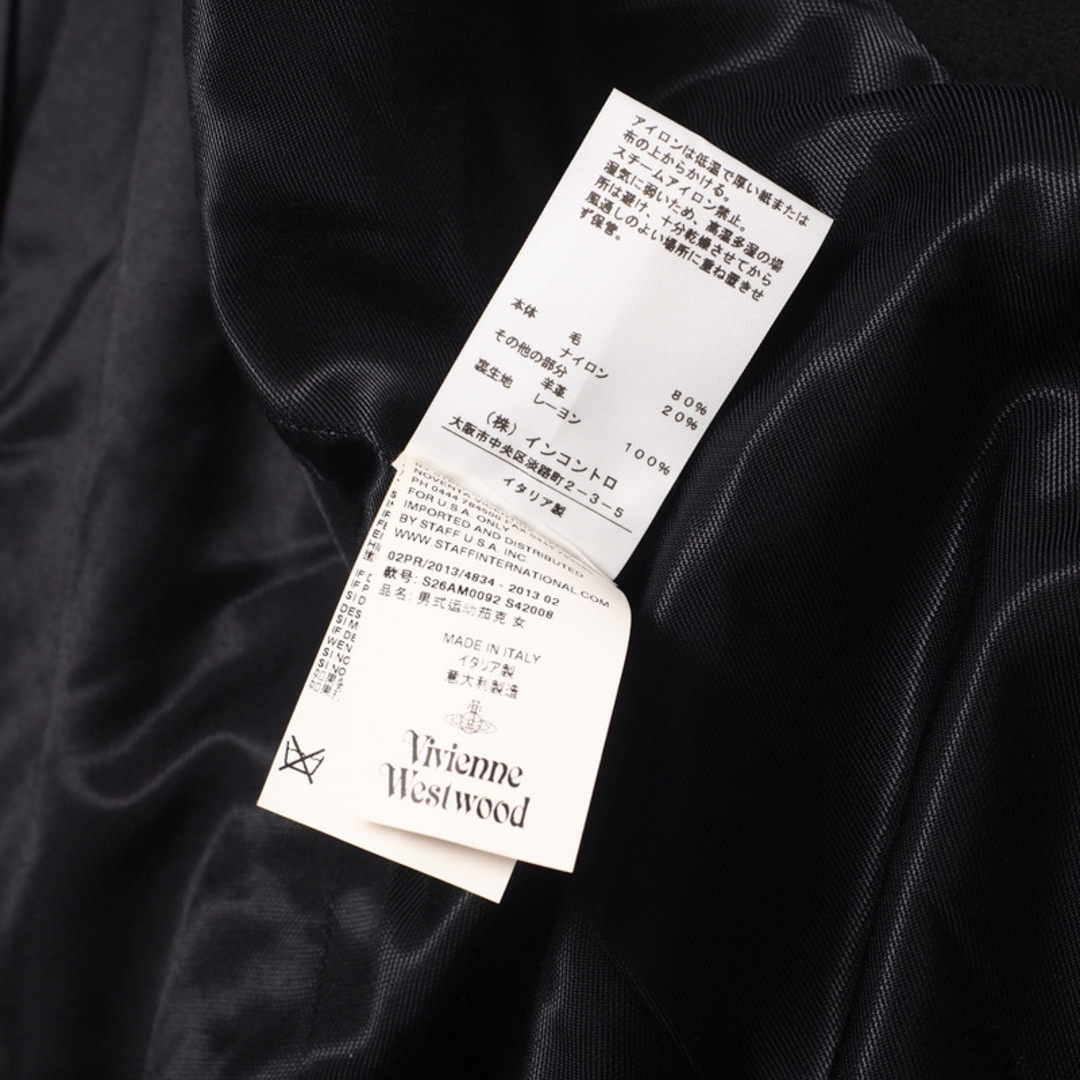 アイロンは低温で厚い紙または
布の上からかける。
スチームアイロン禁止。
湿気に弱いため、高温多湿の場
所は避け、十分乾燥させてから
風通しのよい場所に重ね置きせ
ず保管。
本体
毛 80%
ナイロン 20%
その他の部分
羊革
裏生地
レーヨン 100%
(株)インコントロ
大阪市中央区淡路町2-3-5
イタリア製
FOR U.S.A. ONLY
IMPORTED AND DISTRIBUTED
BY STAFF U.S.A. INC.
WWW.STAFFINTERNATIONAL.COM
02PR/2013/4834 - 2013 02
款号: S26AM0092 S42008
品名: 男式运动茄克 女
MADE IN ITALY
イタリア製
意大利製造
Vivienne
Westwood